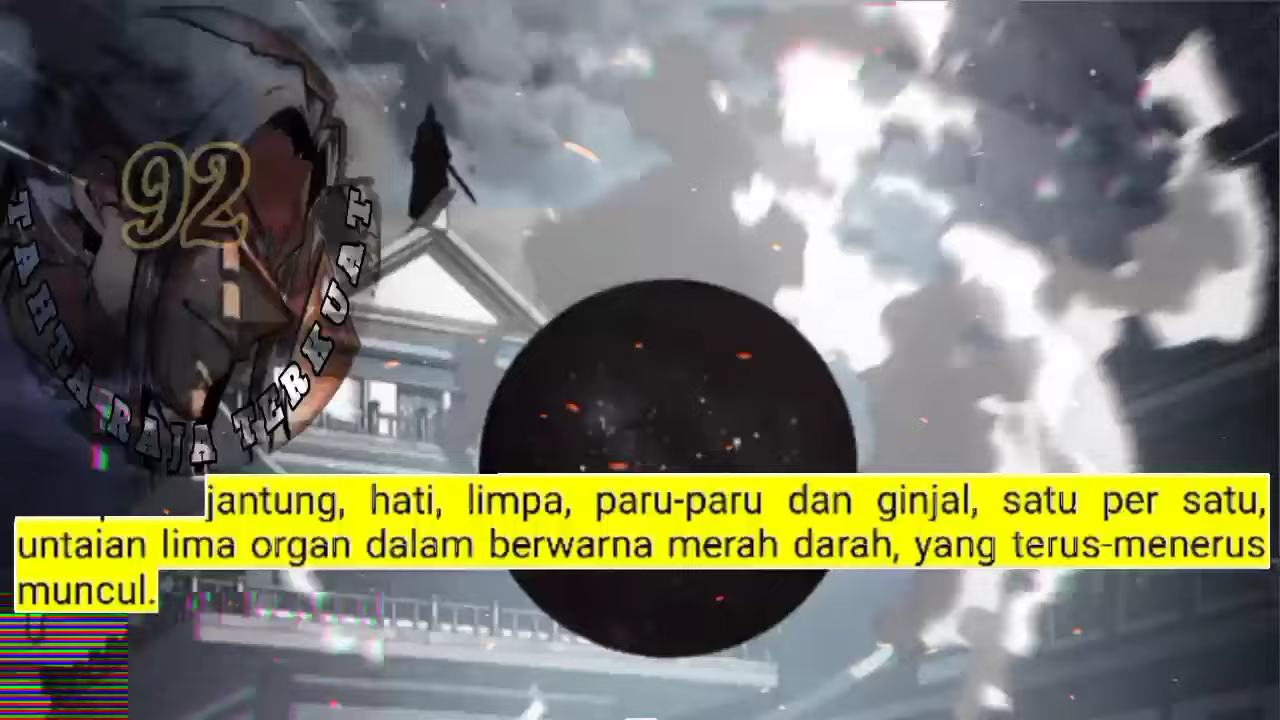 92
TAHTA RAJA TERKUAT
jantung, hati, limpa, paru-paru dan ginjal, satu per satu,
untaian lima organ dalam berwarna merah darah, yang terus-menerus
muncul.